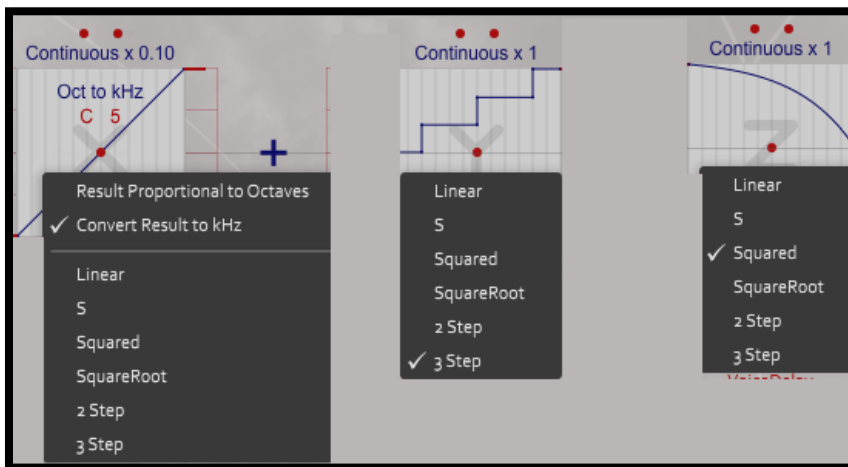 Continuous x 0.10
Oct to kHz
C 5
X
+
Result Proportional to Octaves
✓ Convert Result to kHz
Linear
S
Squared
SquareRoot
2 Step
3 Step
Continuous x 1
Y
Linear
S
Squared
SquareRoot
2 Step
✓ 3 Step
Continuous x 1
Z
Linear
S
✓ Squared
SquareRoot
2 Step
3 Step